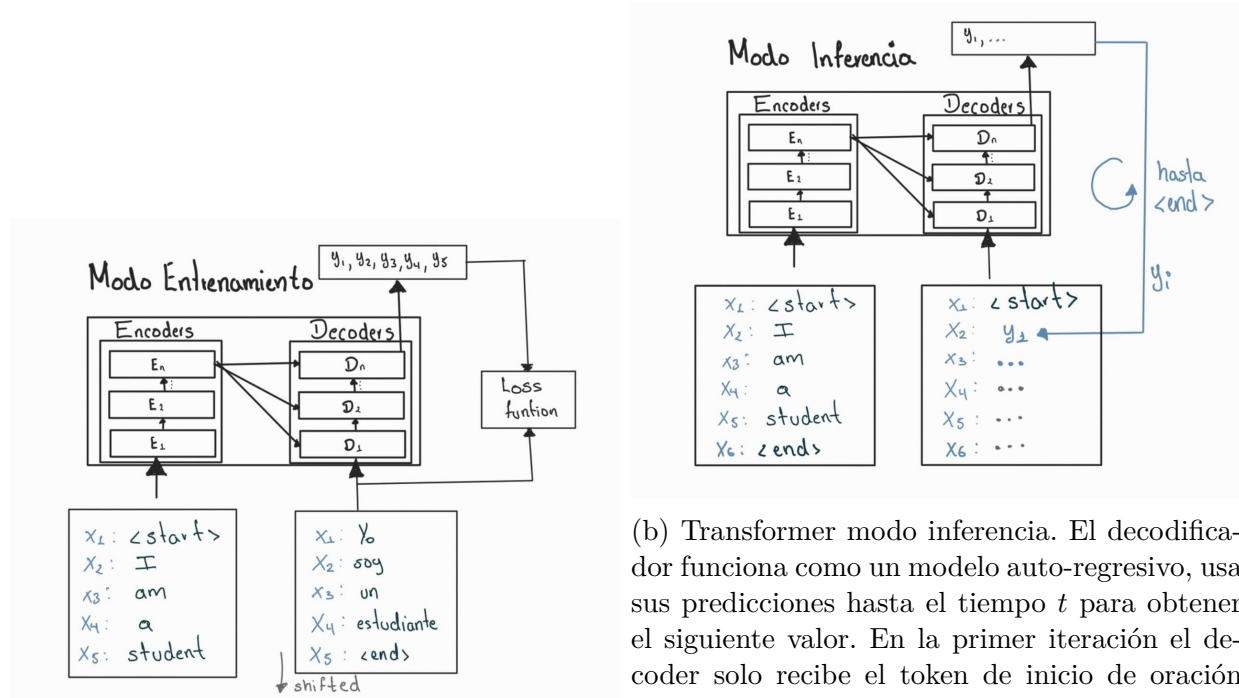 Modo Entrenamiento
y₁, y₂, y₃, y₄, y₅
Encoders
Decoders
Eₙ
Dₙ
E₂
D₂
E₁
D₁
Loss
funtion
x₁: <start>
x₂: I
x₃: am
x₄: a
x₅: student
x₁: Yo
x₂: soy
x₃: un
x₄: estudiante
x₅: <end>
shifted
Modo Inferencia
y₁, ...
Encoders
Decoders
Eₙ
Dₙ
E₂
D₂
E₁
D₁
hasta
<end>
yᵢ
x₁: <start>
x₂: I
x₃: am
x₄: a
x₅: student
x₆: <end>
x₁: <start>
x₂: y₁
x₃: ...
x₄: ...
x₅: ...
x₆: ...
(b) Transformer modo inferencia. El decodifica-
dor funciona como un modelo auto-regresivo, usa
sus predicciones hasta el tiempo t para obtener
el siguiente valor. En la primer iteración el de-
coder solo recibe el token de inicio de oración